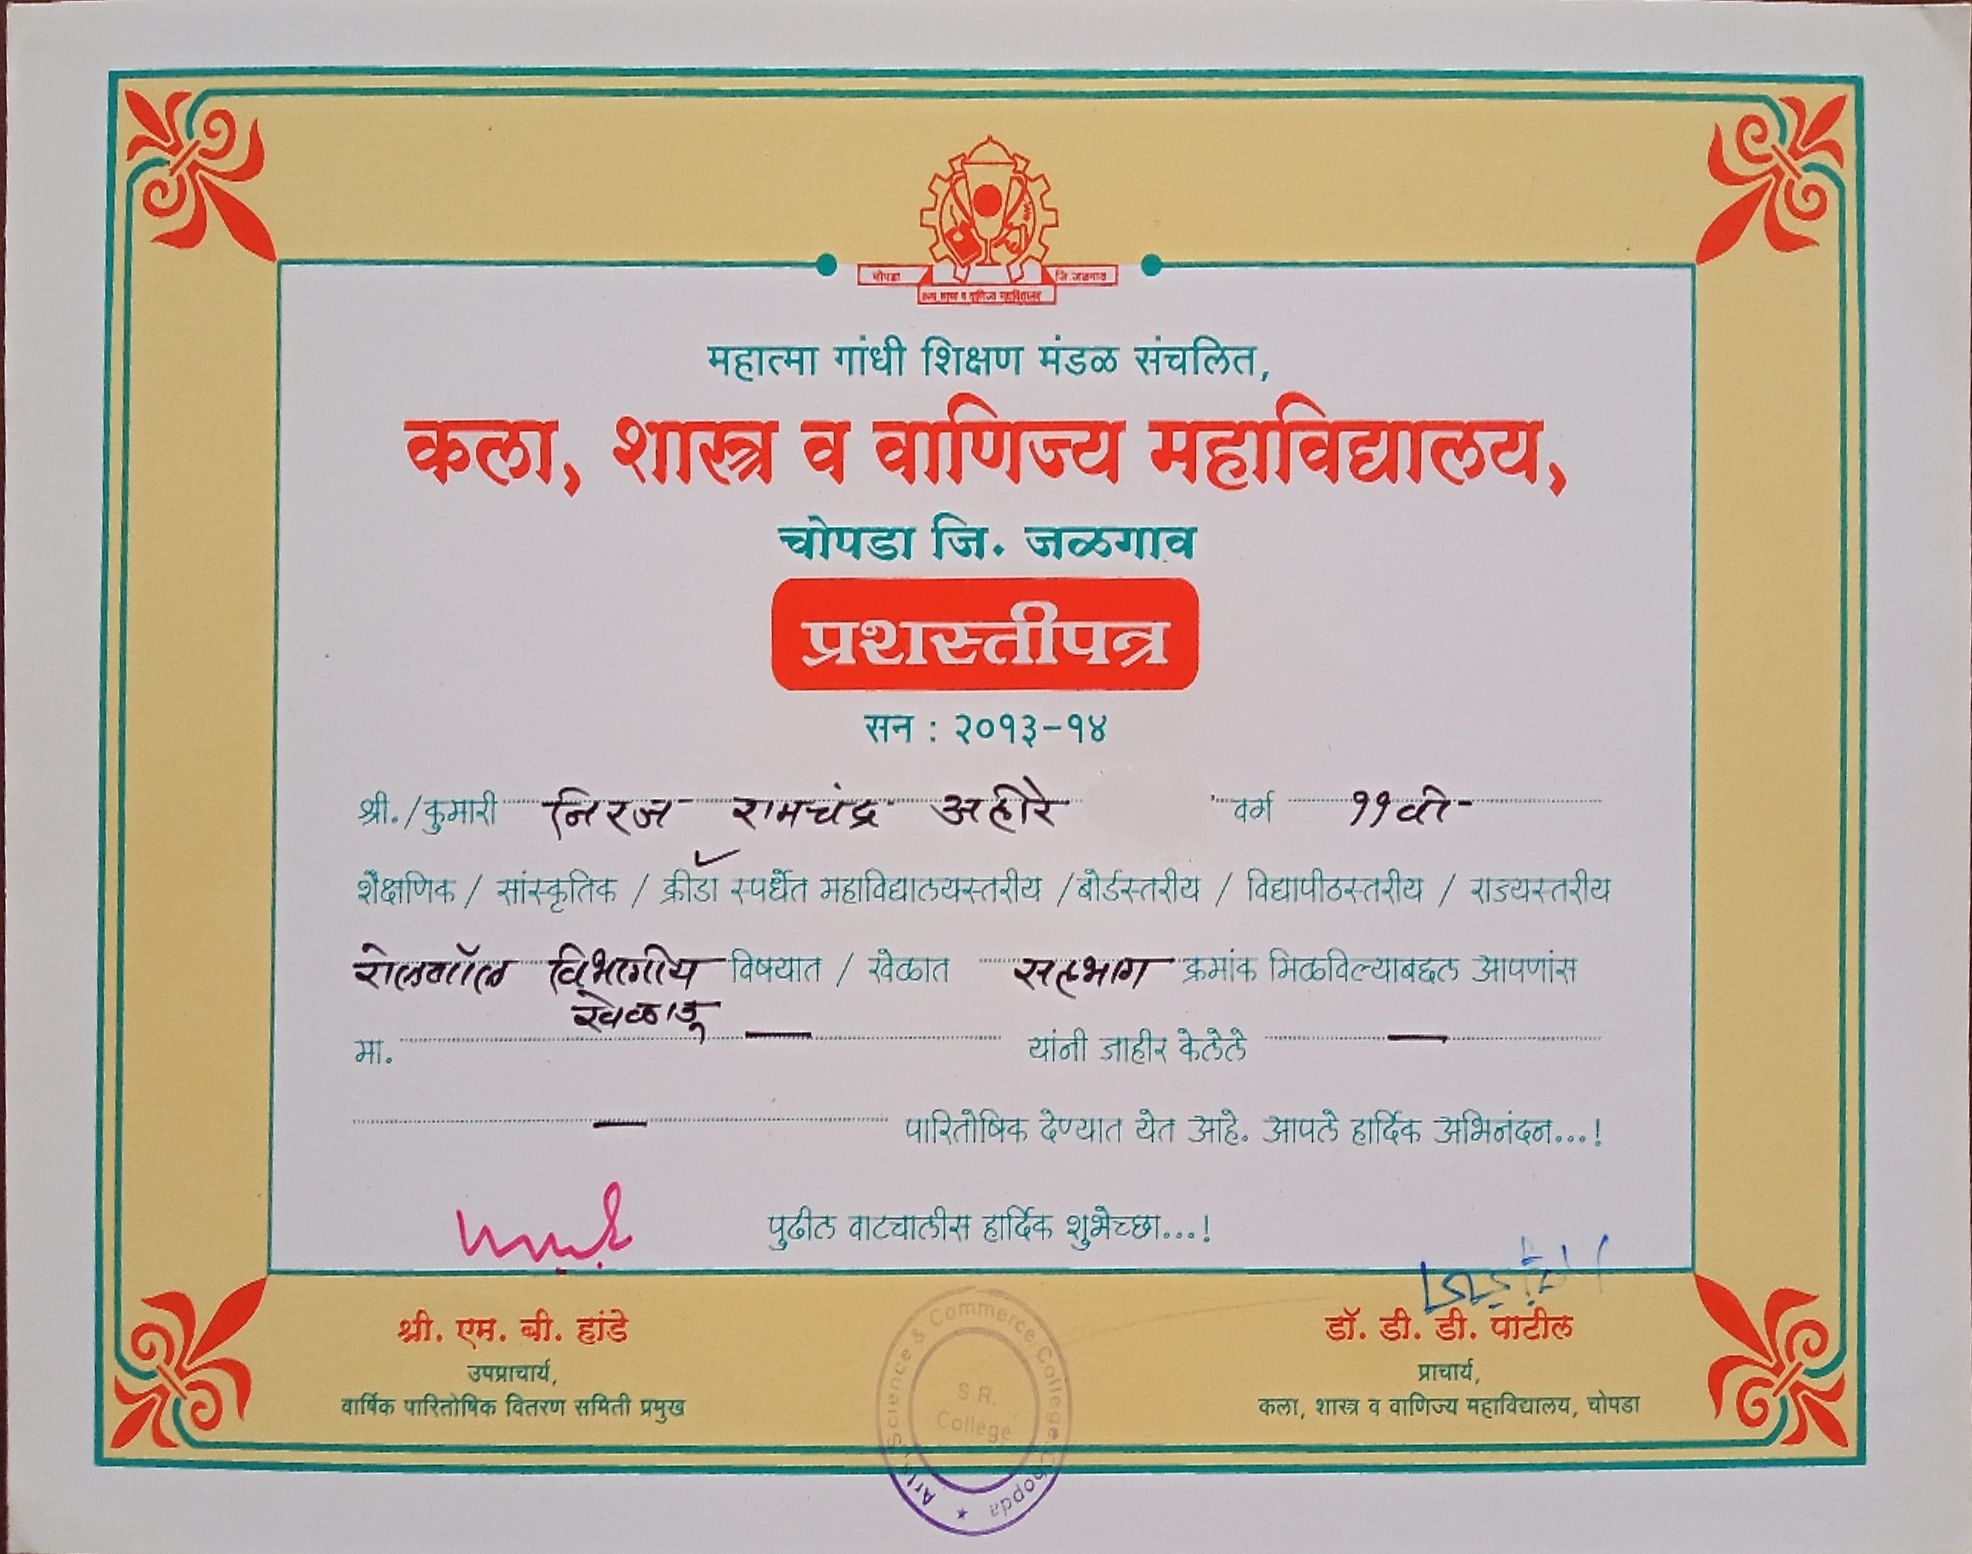 चोपडा
जि.जळगाव
कला शास्त्र व वाणिज्य महाविद्यालय
महात्मा गांधी शिक्षण मंडळ संचलित,
कला, शास्त्र व वाणिज्य महाविद्यालय,
चोपडा जि. जळगाव
प्रशस्तीपत्र
सन : २०१३-१४
श्री./कुमारी निरज रामचंद्र अहीरे वर्ग ११वी
शैक्षणिक / सांस्कृतिक / क्रीडा स्पर्धेत महाविद्यालयस्तरीय /बोर्डस्तरीय / विद्यापीठस्तरीय / राज्यस्तरीय
रोलबॉल विभागीय विषयात / खेळात सहभाग क्रमांक मिळविल्याबद्दल आपणांस
खेळाडू
मा. — यांनी जाहीर केलेले —
— पारितोषिक देण्यात येत आहे. आपले हार्दिक अभिनंदन...!
पुढील वाटचालीस हार्दिक शुभेच्छा...!
श्री. एम. बी. हांडे
उपप्राचार्य,
वार्षिक पारितोषिक वितरण समिती प्रमुख
डॉ. डी. डी. पाटील
प्राचार्य,
कला, शास्त्र व वाणिज्य महाविद्यालय, चोपडा
Arts, Science & Commerce College, Chopda
S.R.
College